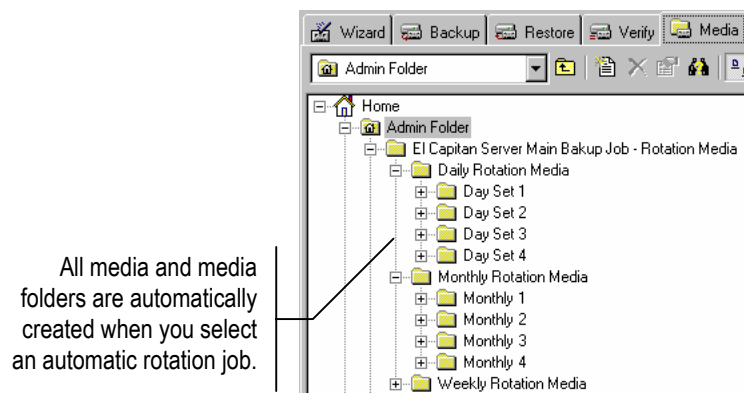 Wizard Backup Restore Verify Media
Admin Folder
Home
Admin Folder
El Capitan Server Main Bakup Job - Rotation Media
Daily Rotation Media
Day Set 1
Day Set 2
Day Set 3
Day Set 4
Monthly Rotation Media
Monthly 1
Monthly 2
Monthly 3
Monthly 4
Weekly Rotation Media
All media and media
folders are automatically
created when you select
an automatic rotation job.